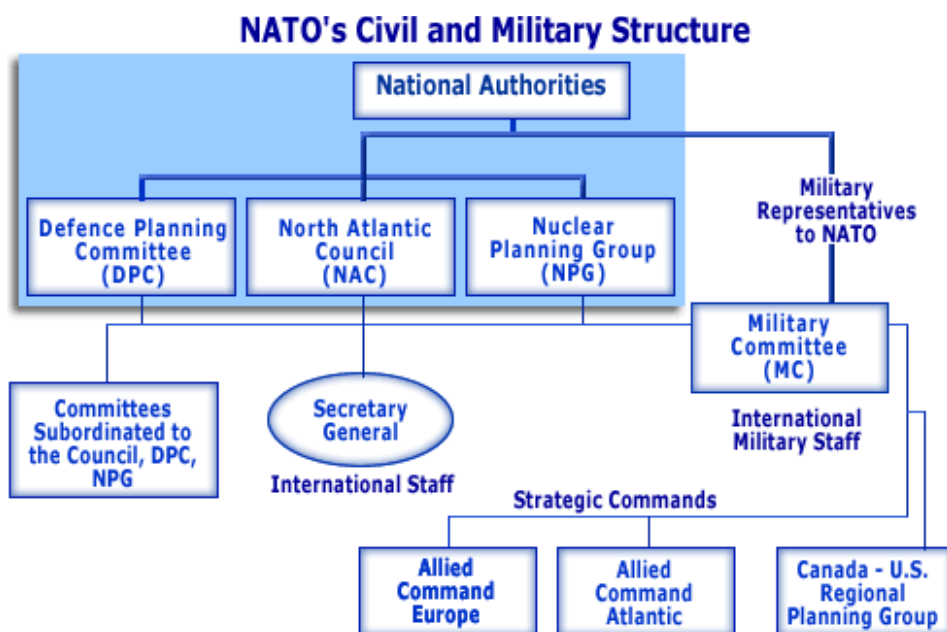 NATO's Civil and Military Structure
National Authorities
Military
Representatives
to NATO
Defence Planning
Committee
(DPC)
North Atlantic
Council
(NAC)
Nuclear
Planning Group
(NPG)
Military
Committee
(MC)
Committees
Subordinated to
the Council, DPC,
NPG
Secretary
General
International Staff
International
Military Staff
Strategic Commands
Allied
Command
Europe
Allied
Command
Atlantic
Canada - U.S.
Regional
Planning Group